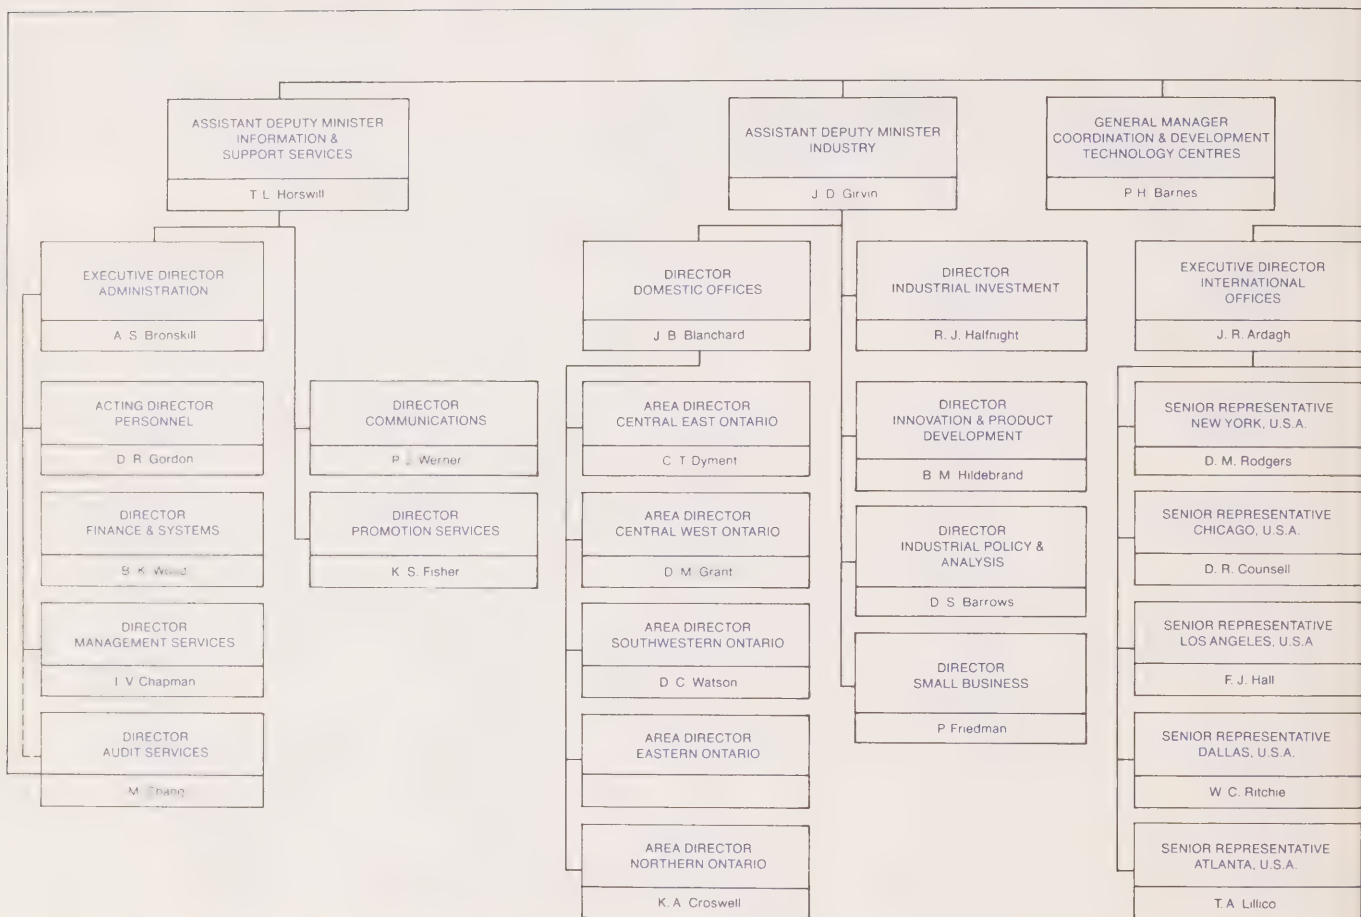 ASSISTANT DEPUTY MINISTER
INFORMATION &
SUPPORT SERVICES
T. L. Horswill
ASSISTANT DEPUTY MINISTER
INDUSTRY
J. D. Girvin
GENERAL MANAGER
COORDINATION & DEVELOPMENT
TECHNOLOGY CENTRES
P. H. Barnes
EXECUTIVE DIRECTOR
ADMINISTRATION
A. S. Bronskill
DIRECTOR
DOMESTIC OFFICES
J. B. Blanchard
DIRECTOR
INDUSTRIAL INVESTMENT
R. J. Halfnight
EXECUTIVE DIRECTOR
INTERNATIONAL
OFFICES
J. R. Ardagh
ACTING DIRECTOR
PERSONNEL
D. R. Gordon
DIRECTOR
COMMUNICATIONS
P. Werner
AREA DIRECTOR
CENTRAL EAST ONTARIO
C. T. Dyment
DIRECTOR
INNOVATION & PRODUCT
DEVELOPMENT
B. M. Hildebrand
SENIOR REPRESENTATIVE
NEW YORK, U.S.A.
D. M. Rodgers
DIRECTOR
FINANCE & SYSTEMS
B. K.
DIRECTOR
PROMOTION SERVICES
K. S. Fisher
AREA DIRECTOR
CENTRAL WEST ONTARIO
D. M. Grant
DIRECTOR
INDUSTRIAL POLICY &
ANALYSIS
D. S. Barrows
SENIOR REPRESENTATIVE
CHICAGO, U.S.A.
D. R. Counsell
DIRECTOR
MANAGEMENT SERVICES
I. V. Chapman
AREA DIRECTOR
SOUTHWESTERN ONTARIO
D. C. Watson
DIRECTOR
SMALL BUSINESS
P. Friedman
SENIOR REPRESENTATIVE
LOS ANGELES, U.S.A
F. J. Hall
DIRECTOR
AUDIT SERVICES
M.
AREA DIRECTOR
EASTERN ONTARIO
SENIOR REPRESENTATIVE
DALLAS, U.S.A.
W. C. Ritchie
AREA DIRECTOR
NORTHERN ONTARIO
K. A. Croswell
SENIOR REPRESENTATIVE
ATLANTA, U.S.A.
T. A. Lillico